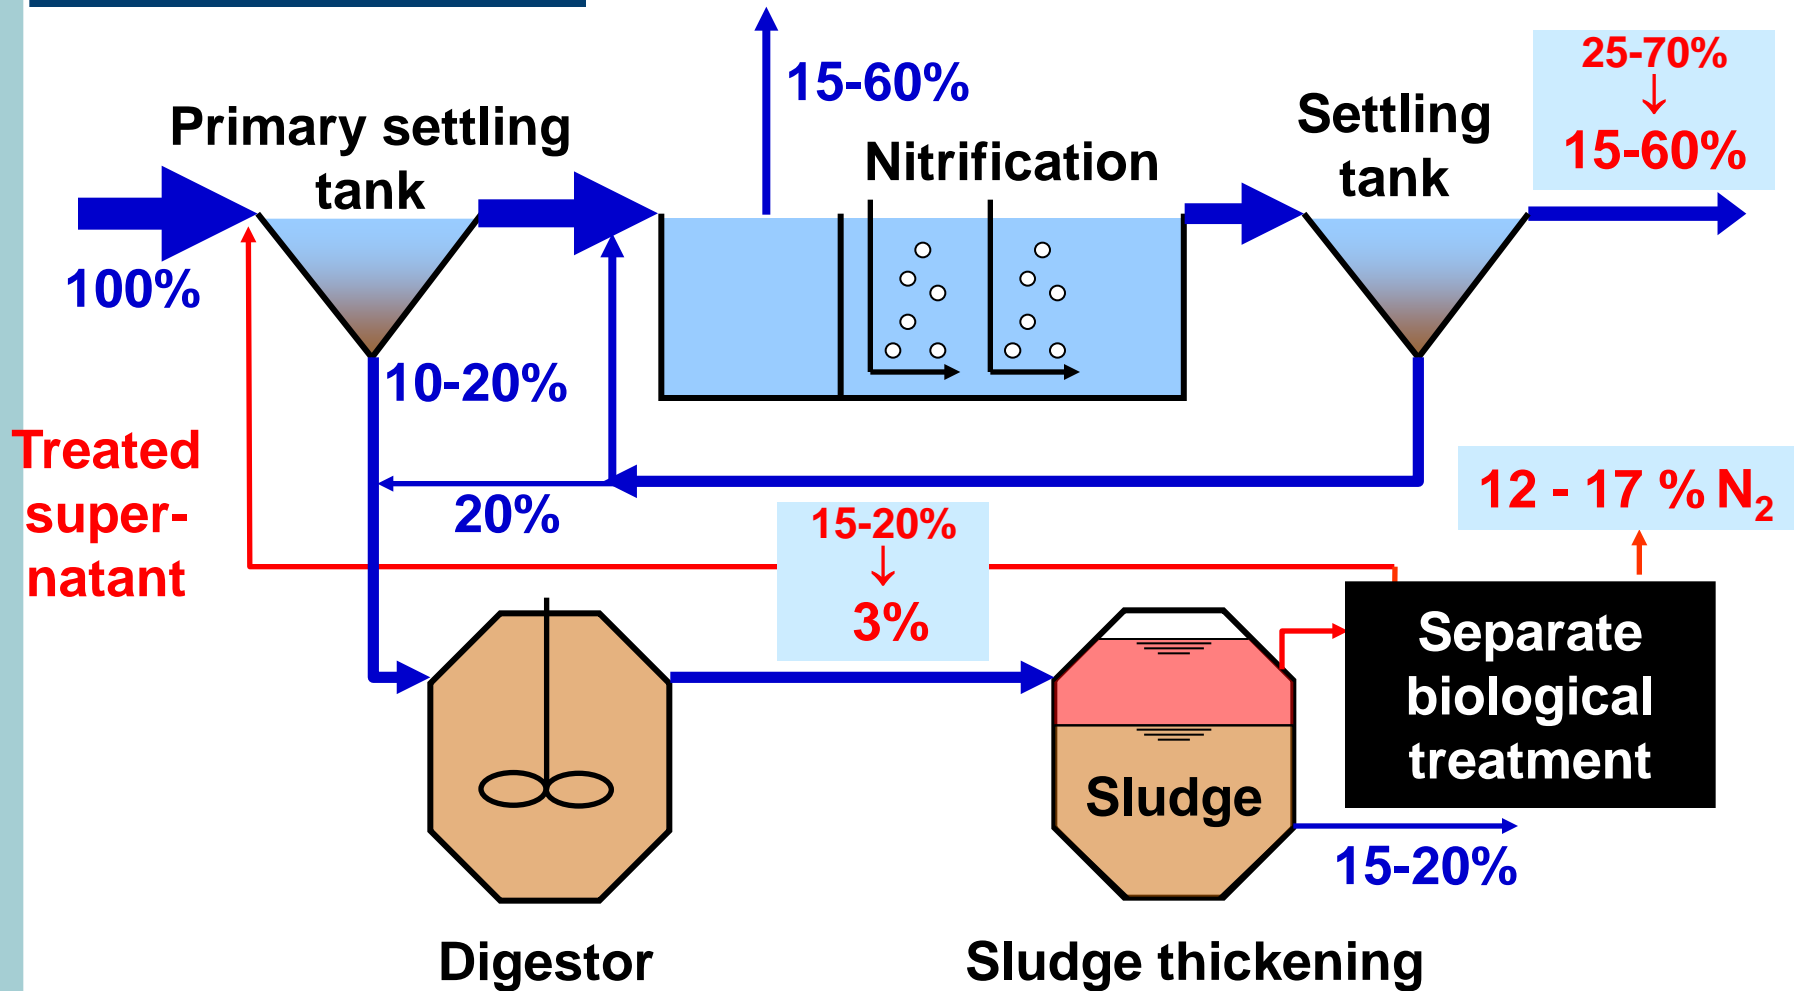 15-60%
25-70%
↓
15-60%
Primary settling
tank
Nitrification
Settling
tank
100%
10-20%
Treated
super-
natant
20%
15-20%
↓
3%
12 - 17 % N₂
Separate
biological
treatment
Sludge
15-20%
Digestor
Sludge thickening